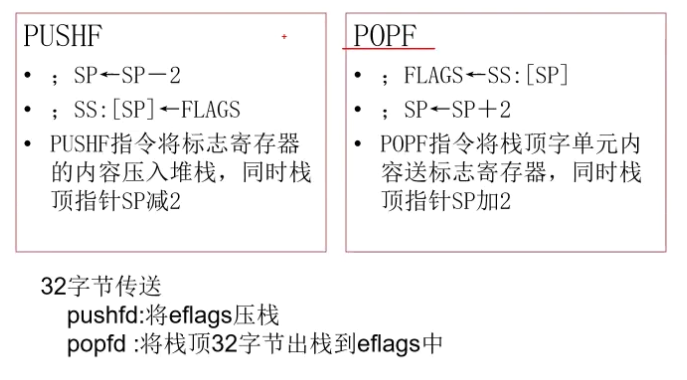 PUSHF
• ；SP←SP－2
• ；SS:[SP]←FLAGS
• PUSHF指令将标志寄存器
的内容压入堆栈，同时栈
顶指针SP减2
POPF
• ；FLAGS←SS:[SP]
• ；SP←SP＋2
• POPF指令将栈顶字单元内
容送标志寄存器，同时栈
顶指针SP加2
32字节传送
pushfd:将eflags压栈
popfd :将栈顶32字节出栈到eflags中